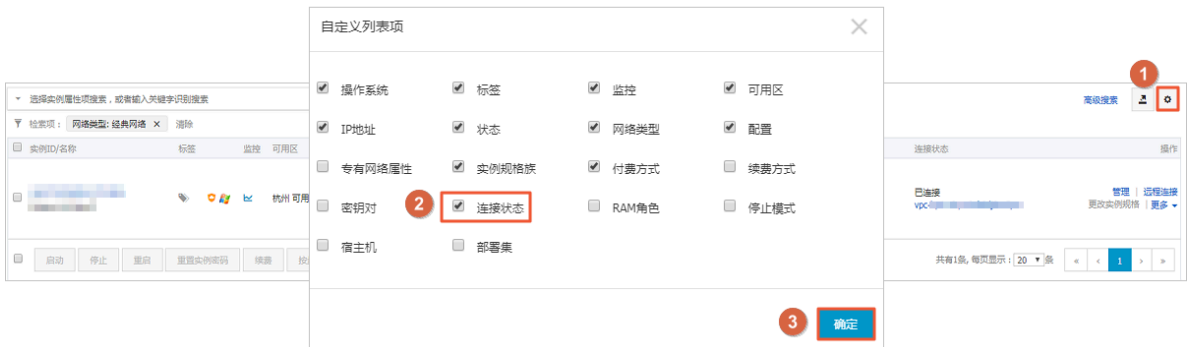 自定义列表项
操作系统 标签 监控 可用区
IP地址 状态 网络类型 配置
专有网络属性 实例规格族 付费方式 续费方式
密钥对 2 连接状态 RAM角色 停止模式
宿主机 部署集
3 确定
选择实例属性项搜索，或者输入关键字识别搜索
检索项： 网络类型: 经典网络 × 清除
实例ID/名称 标签 监控 可用区
杭州 可用
启动 停止 重启 重置实例密码 续费
1
高级搜索
连接状态 操作
已连接 管理 | 远程连接
vpc- 更改实例规格 | 更多
共有1条, 每页显示： 20 条 « ‹ 1 › »